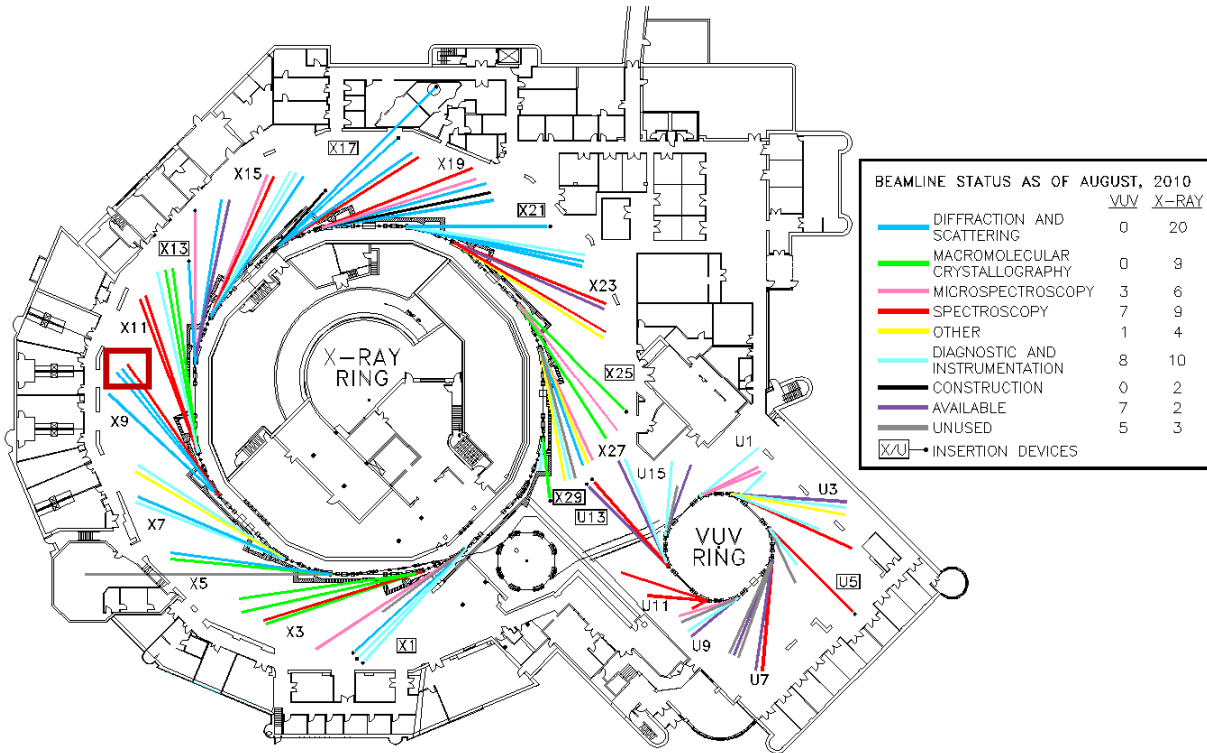 X17
X19
X15
X21
X13
X23
X11
X-RAY
RING
X25
X9
X27
U1
U15
X29
U3
U13
X7
VUV
RING
X5
U5
U11
X3
X1
U9
U7
BEAMLINE STATUS AS OF AUGUST, 2010
VUV X-RAY
DIFFRACTION AND
SCATTERING 0 20
MACROMOLECULAR
CRYSTALLOGRAPHY 0 9
MICROSPECTROSCOPY 3 6
SPECTROSCOPY 7 9
OTHER 1 4
DIAGNOSTIC AND
INSTRUMENTATION 8 10
CONSTRUCTION 0 2
AVAILABLE 7 2
UNUSED 5 3
X/U INSERTION DEVICES